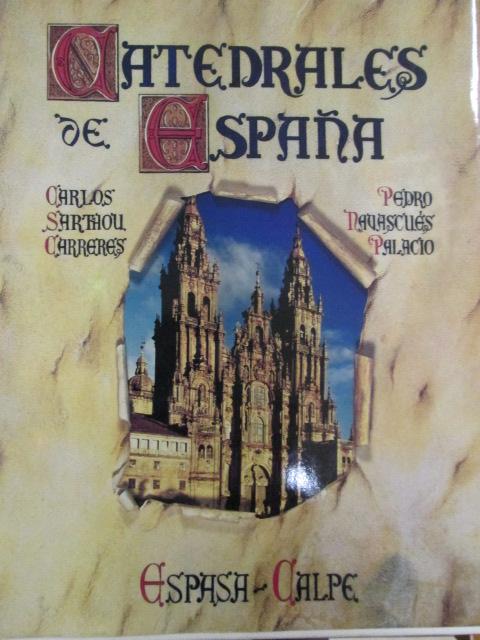 CATEDRALES
DE ESPAÑA
CARLOS
SARTHOU
CARRERES
PEDRO
NAVASCUÉS
PALACIO
ESPASA-CALPE